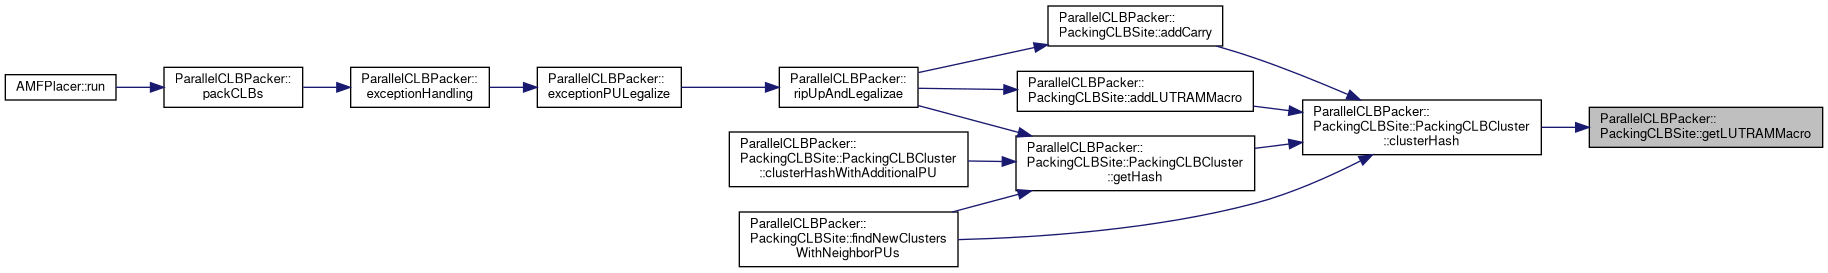 AMFPlacer::run
ParallelCLBPacker::
packCLBs
ParallelCLBPacker::
exceptionHandling
ParallelCLBPacker::
exceptionPULegalize
ParallelCLBPacker::
ripUpAndLegalizae
ParallelCLBPacker::
PackingCLBSite::addCarry
ParallelCLBPacker::
PackingCLBSite::addLUTRAMMacro
ParallelCLBPacker::
PackingCLBSite::PackingCLBCluster
::getHash
ParallelCLBPacker::
PackingCLBSite::PackingCLBCluster
::clusterHashWithAdditionalPU
ParallelCLBPacker::
PackingCLBSite::findNewClusters
WithNeighborPUs
ParallelCLBPacker::
PackingCLBSite::PackingCLBCluster
::clusterHash
ParallelCLBPacker::
PackingCLBSite::getLUTRAMMacro